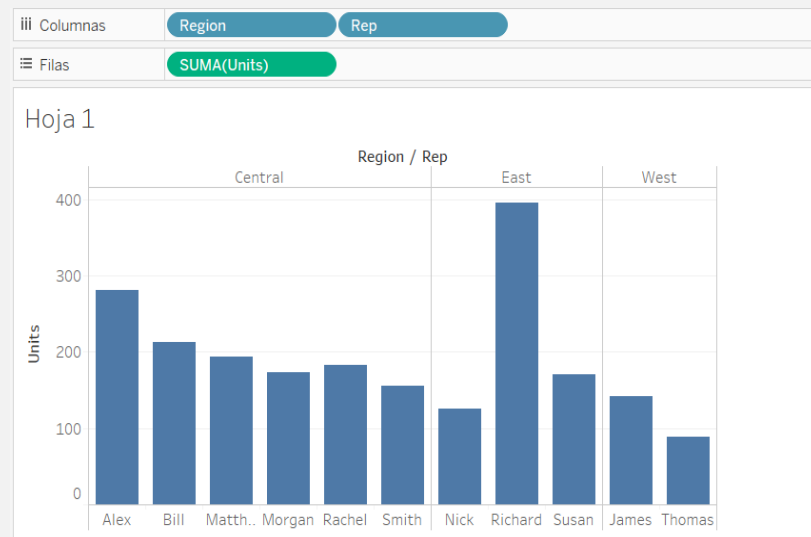 Columnas Region Rep
Filas SUMA(Units)
Hoja 1
Region / Rep
Central East West
400
300
200
100
0
Units
Alex Bill Matth.. Morgan Rachel Smith Nick Richard Susan James Thomas